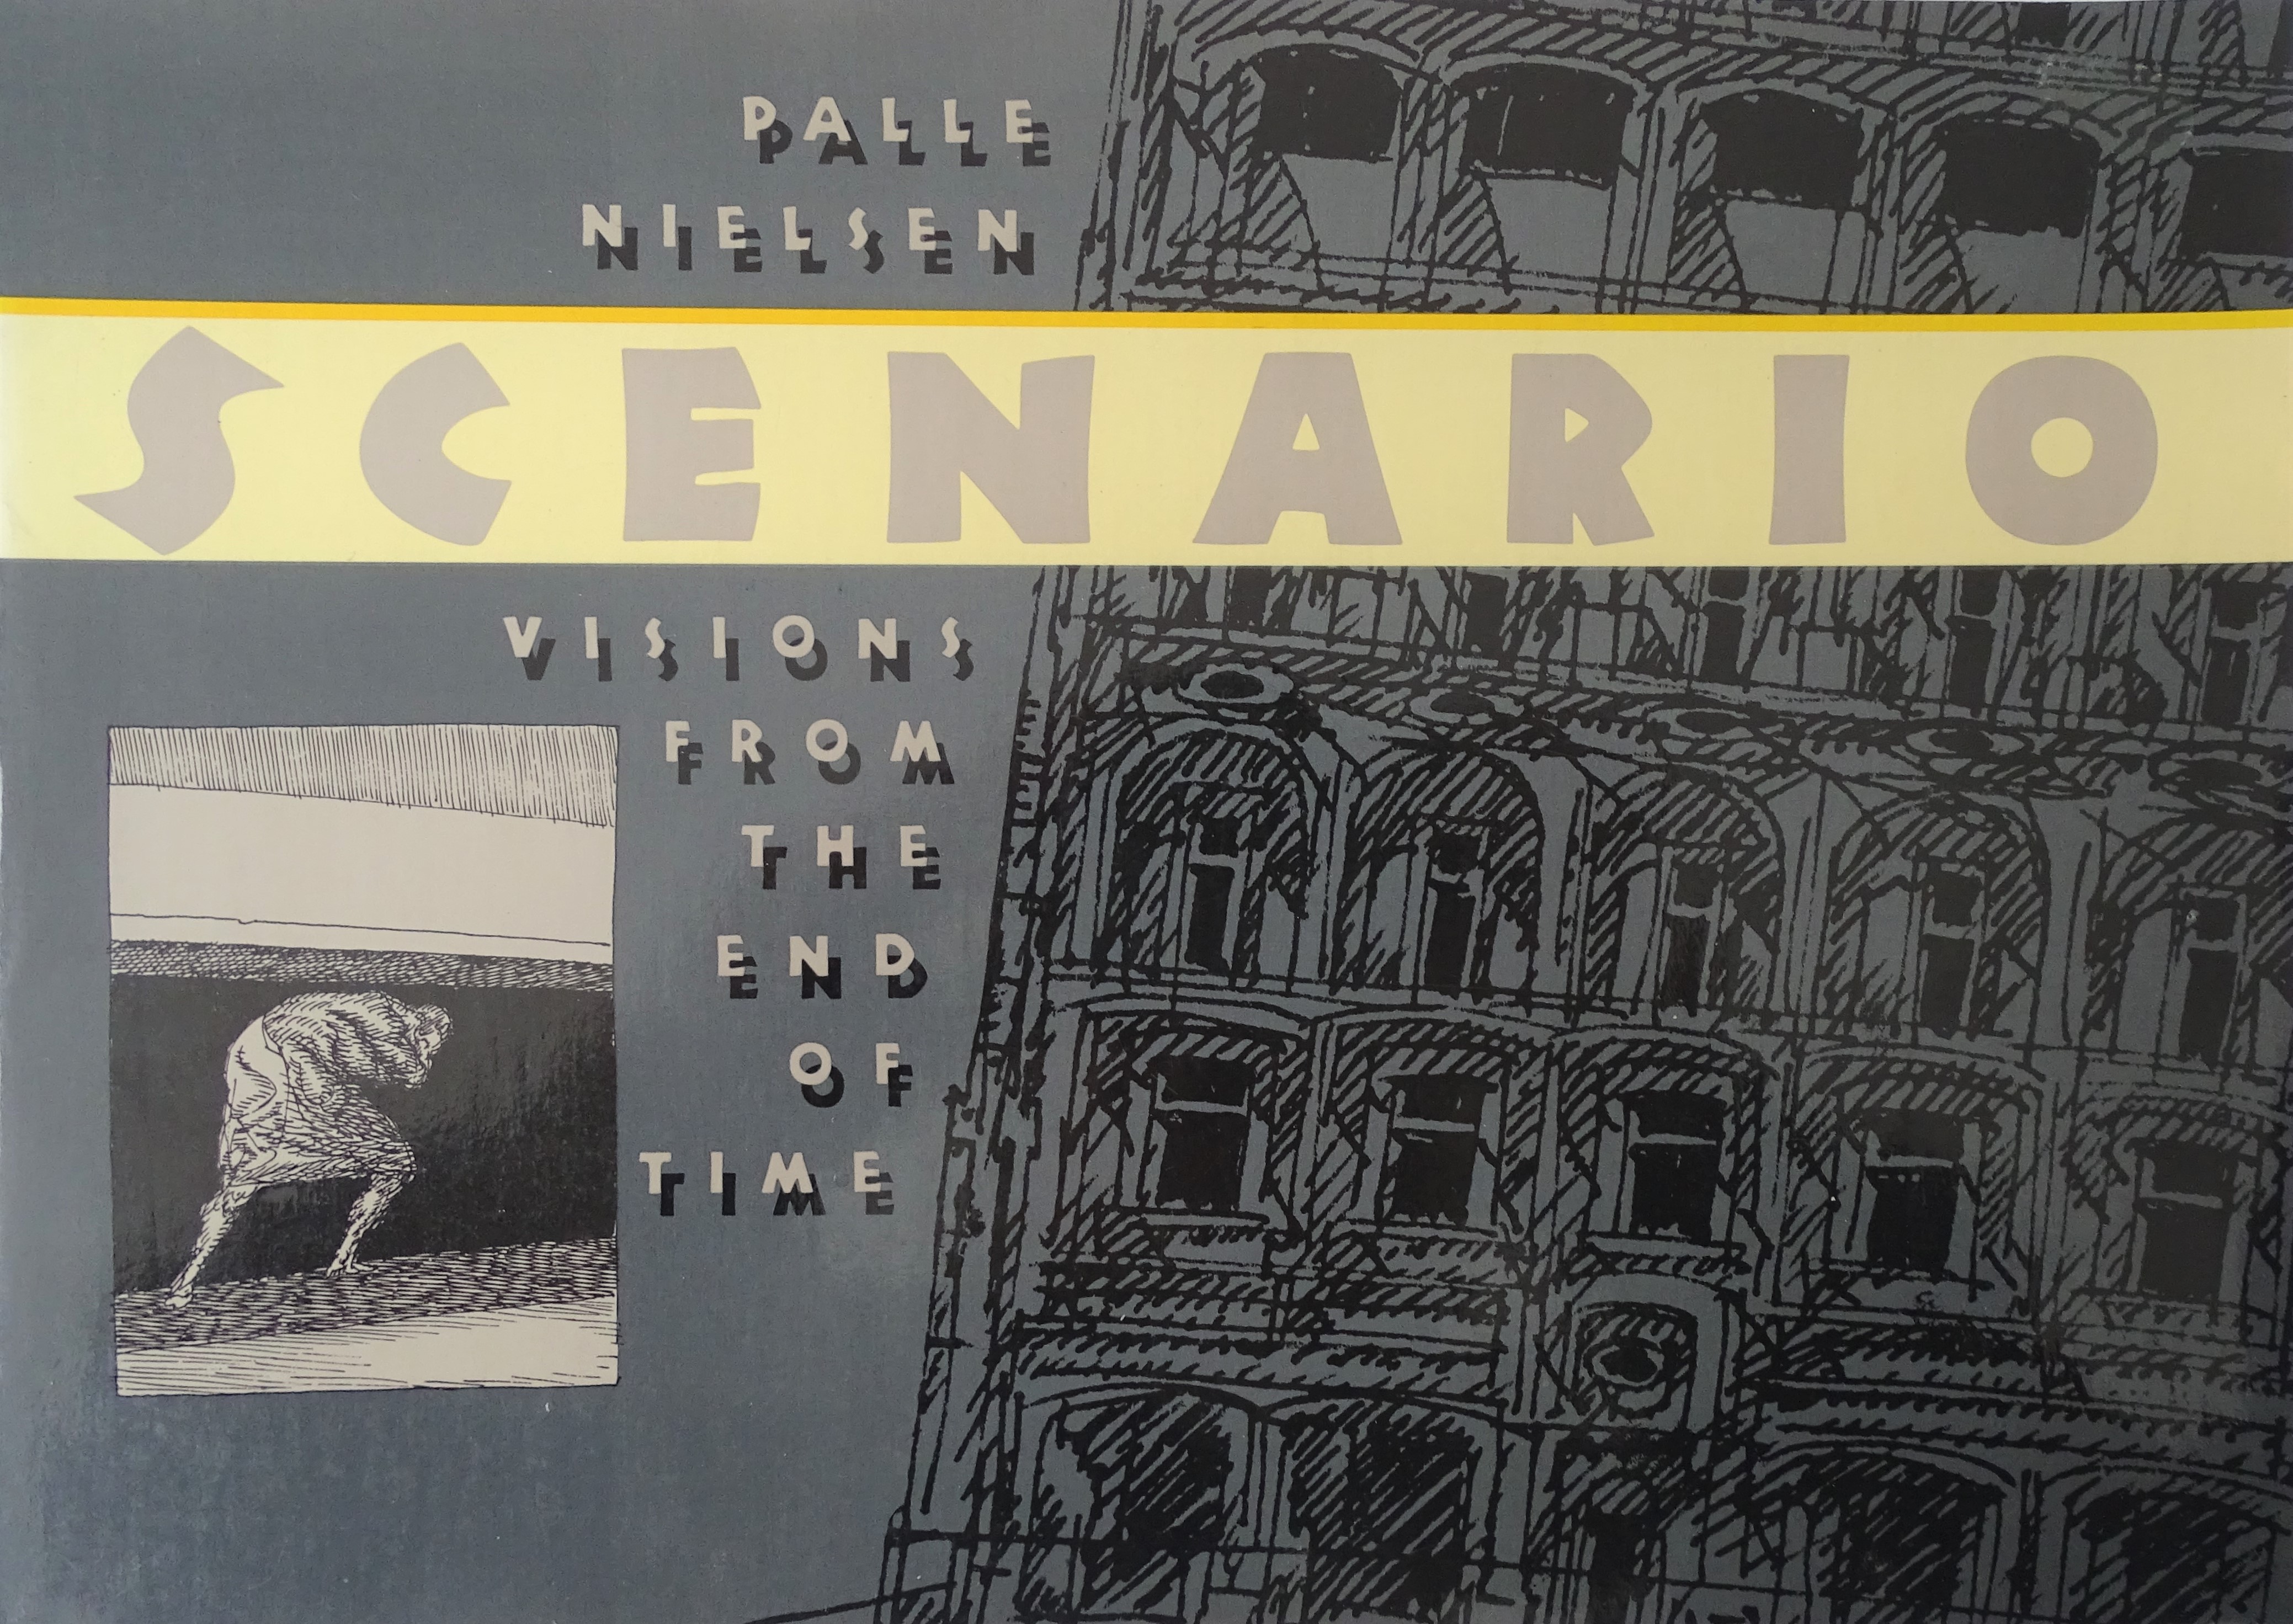 PALLE
NIELSEN
SCENARIO
VISIONS
FROM
THE
END
OF
TIME